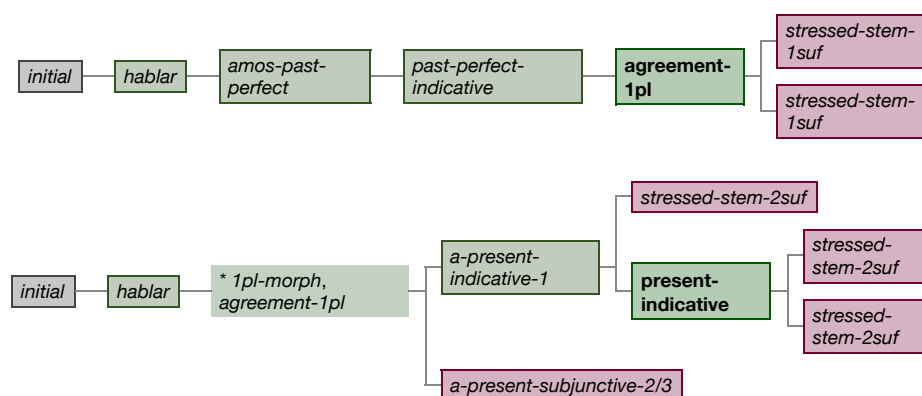 stressed-stem-
1suf
initial
hablar
amos-past-
perfect
past-perfect-
indicative
agreement-
1pl
stressed-stem-
1suf
stressed-stem-2suf
a-present-
indicative-1
stressed-
stem-2suf
initial
hablar
* 1pl-morph,
agreement-1pl
present-
indicative
stressed-
stem-2suf
a-present-subjunctive-2/3